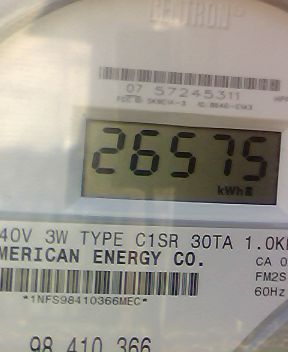 CENTRON
07 57245311
26575
kWh
40V 3W TYPE C1SR 30TA 1.0K
MERICAN ENERGY CO.
CA 0
FM2S
60Hz
*1NFS98410366MEC*
98 410 366